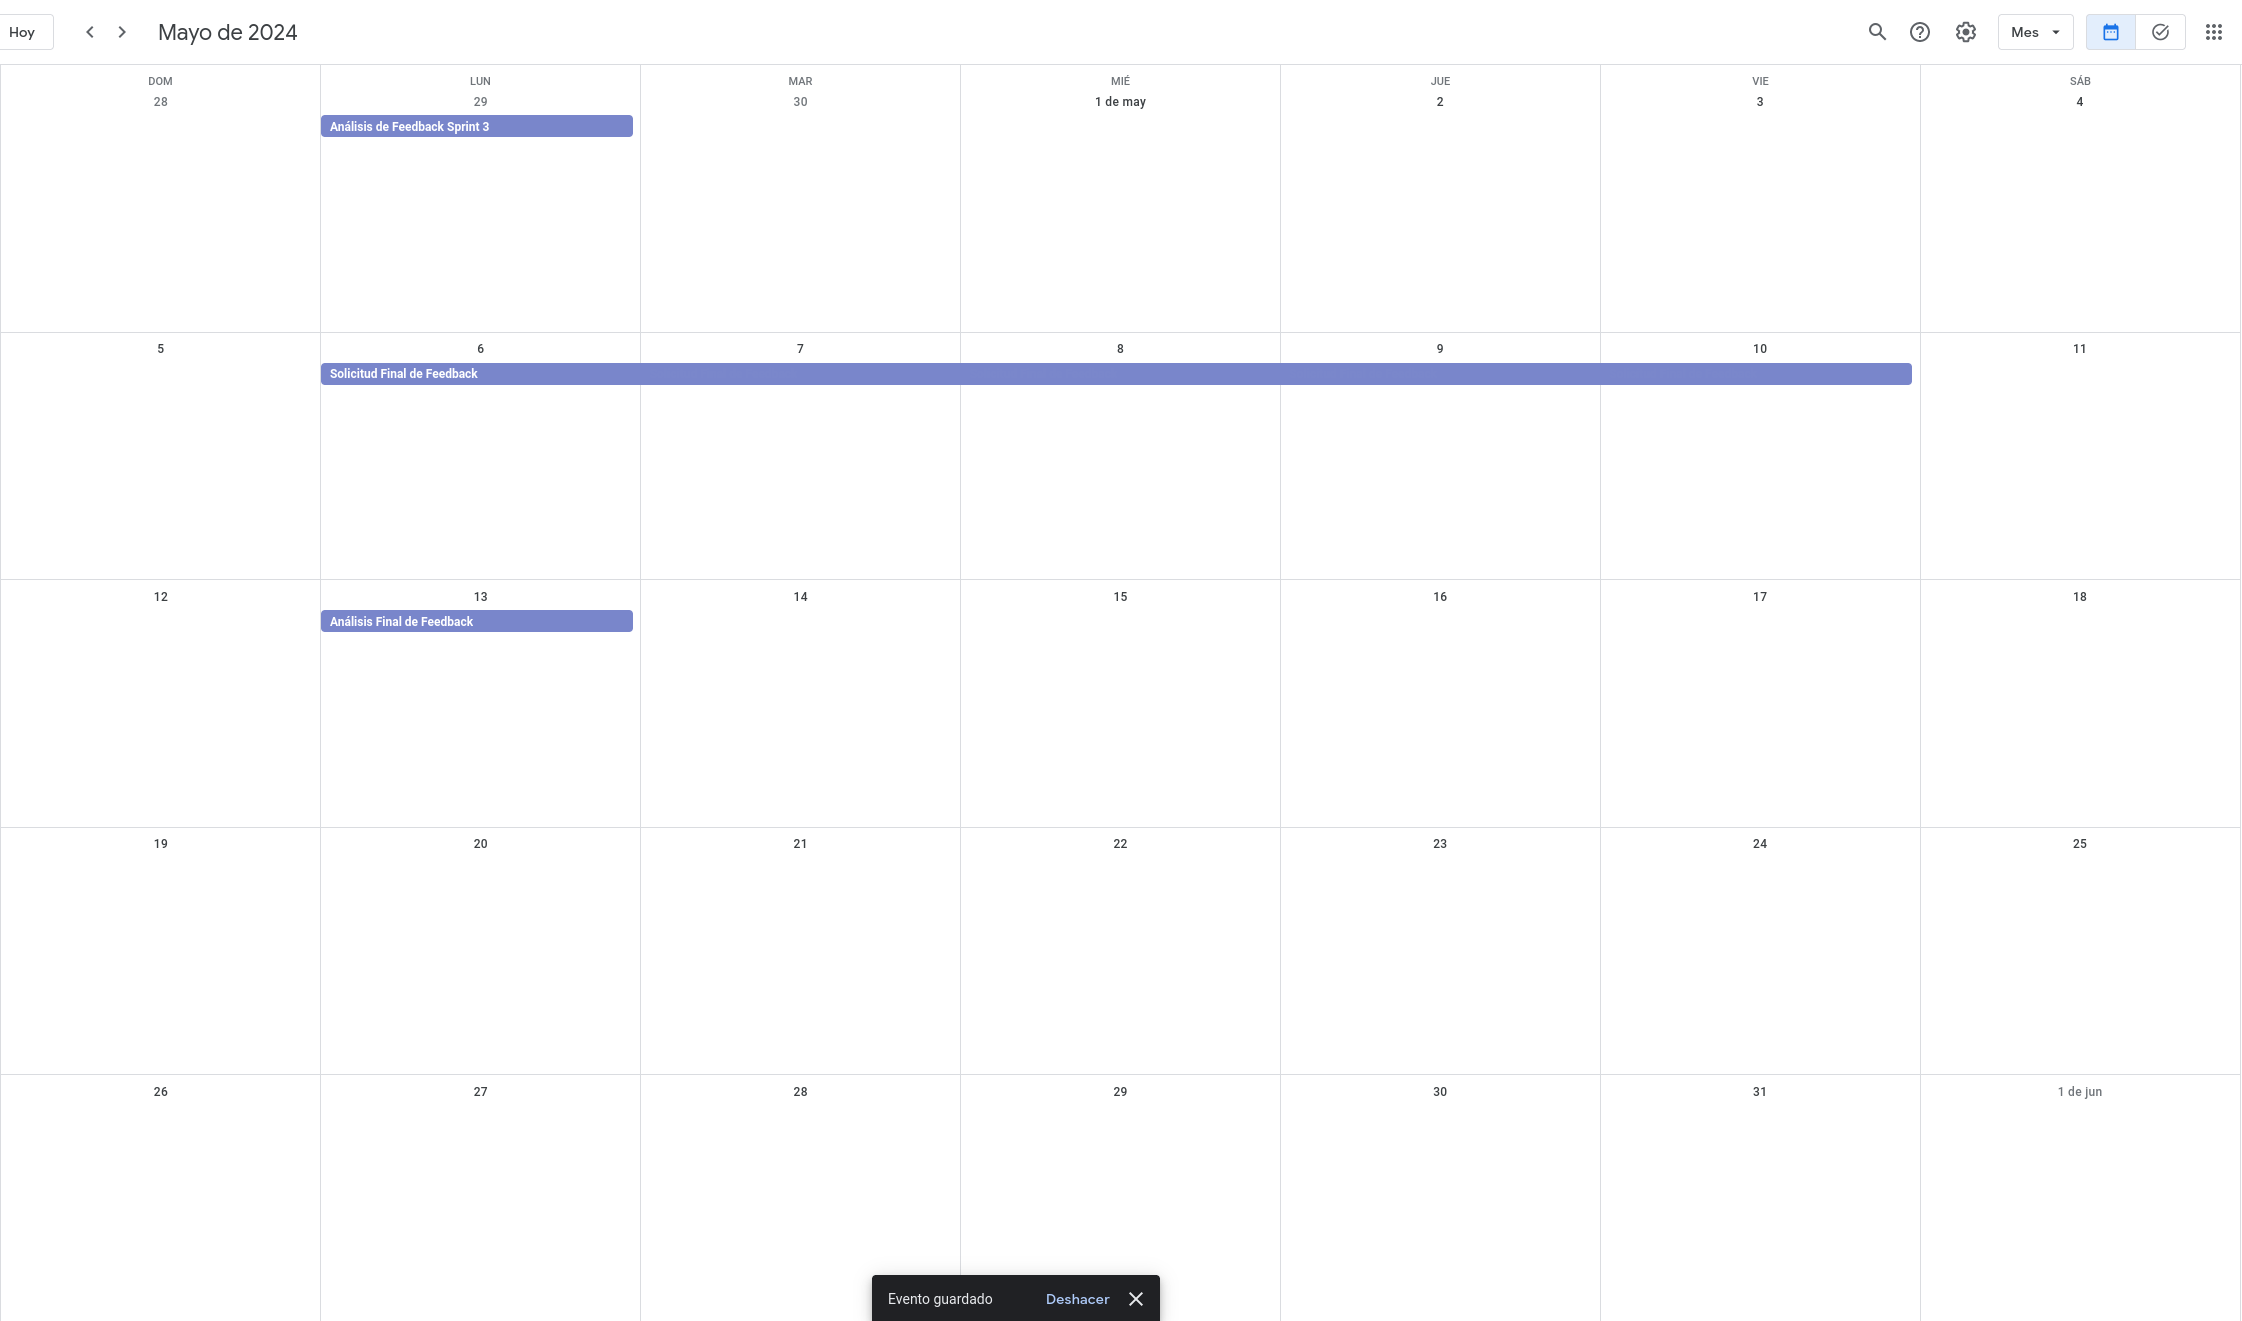 Hoy Mayo de 2024 Mes
DOM LUN MAR MIÉ JUE VIE SÁB
28 29 30 1 de may 2 3 4
Análisis de Feedback Sprint 3
5 6 7 8 9 10 11
Solicitud Final de Feedback
12 13 14 15 16 17 18
Análisis Final de Feedback
19 20 21 22 23 24 25
26 27 28 29 30 31 1 de jun
Evento guardado Deshacer